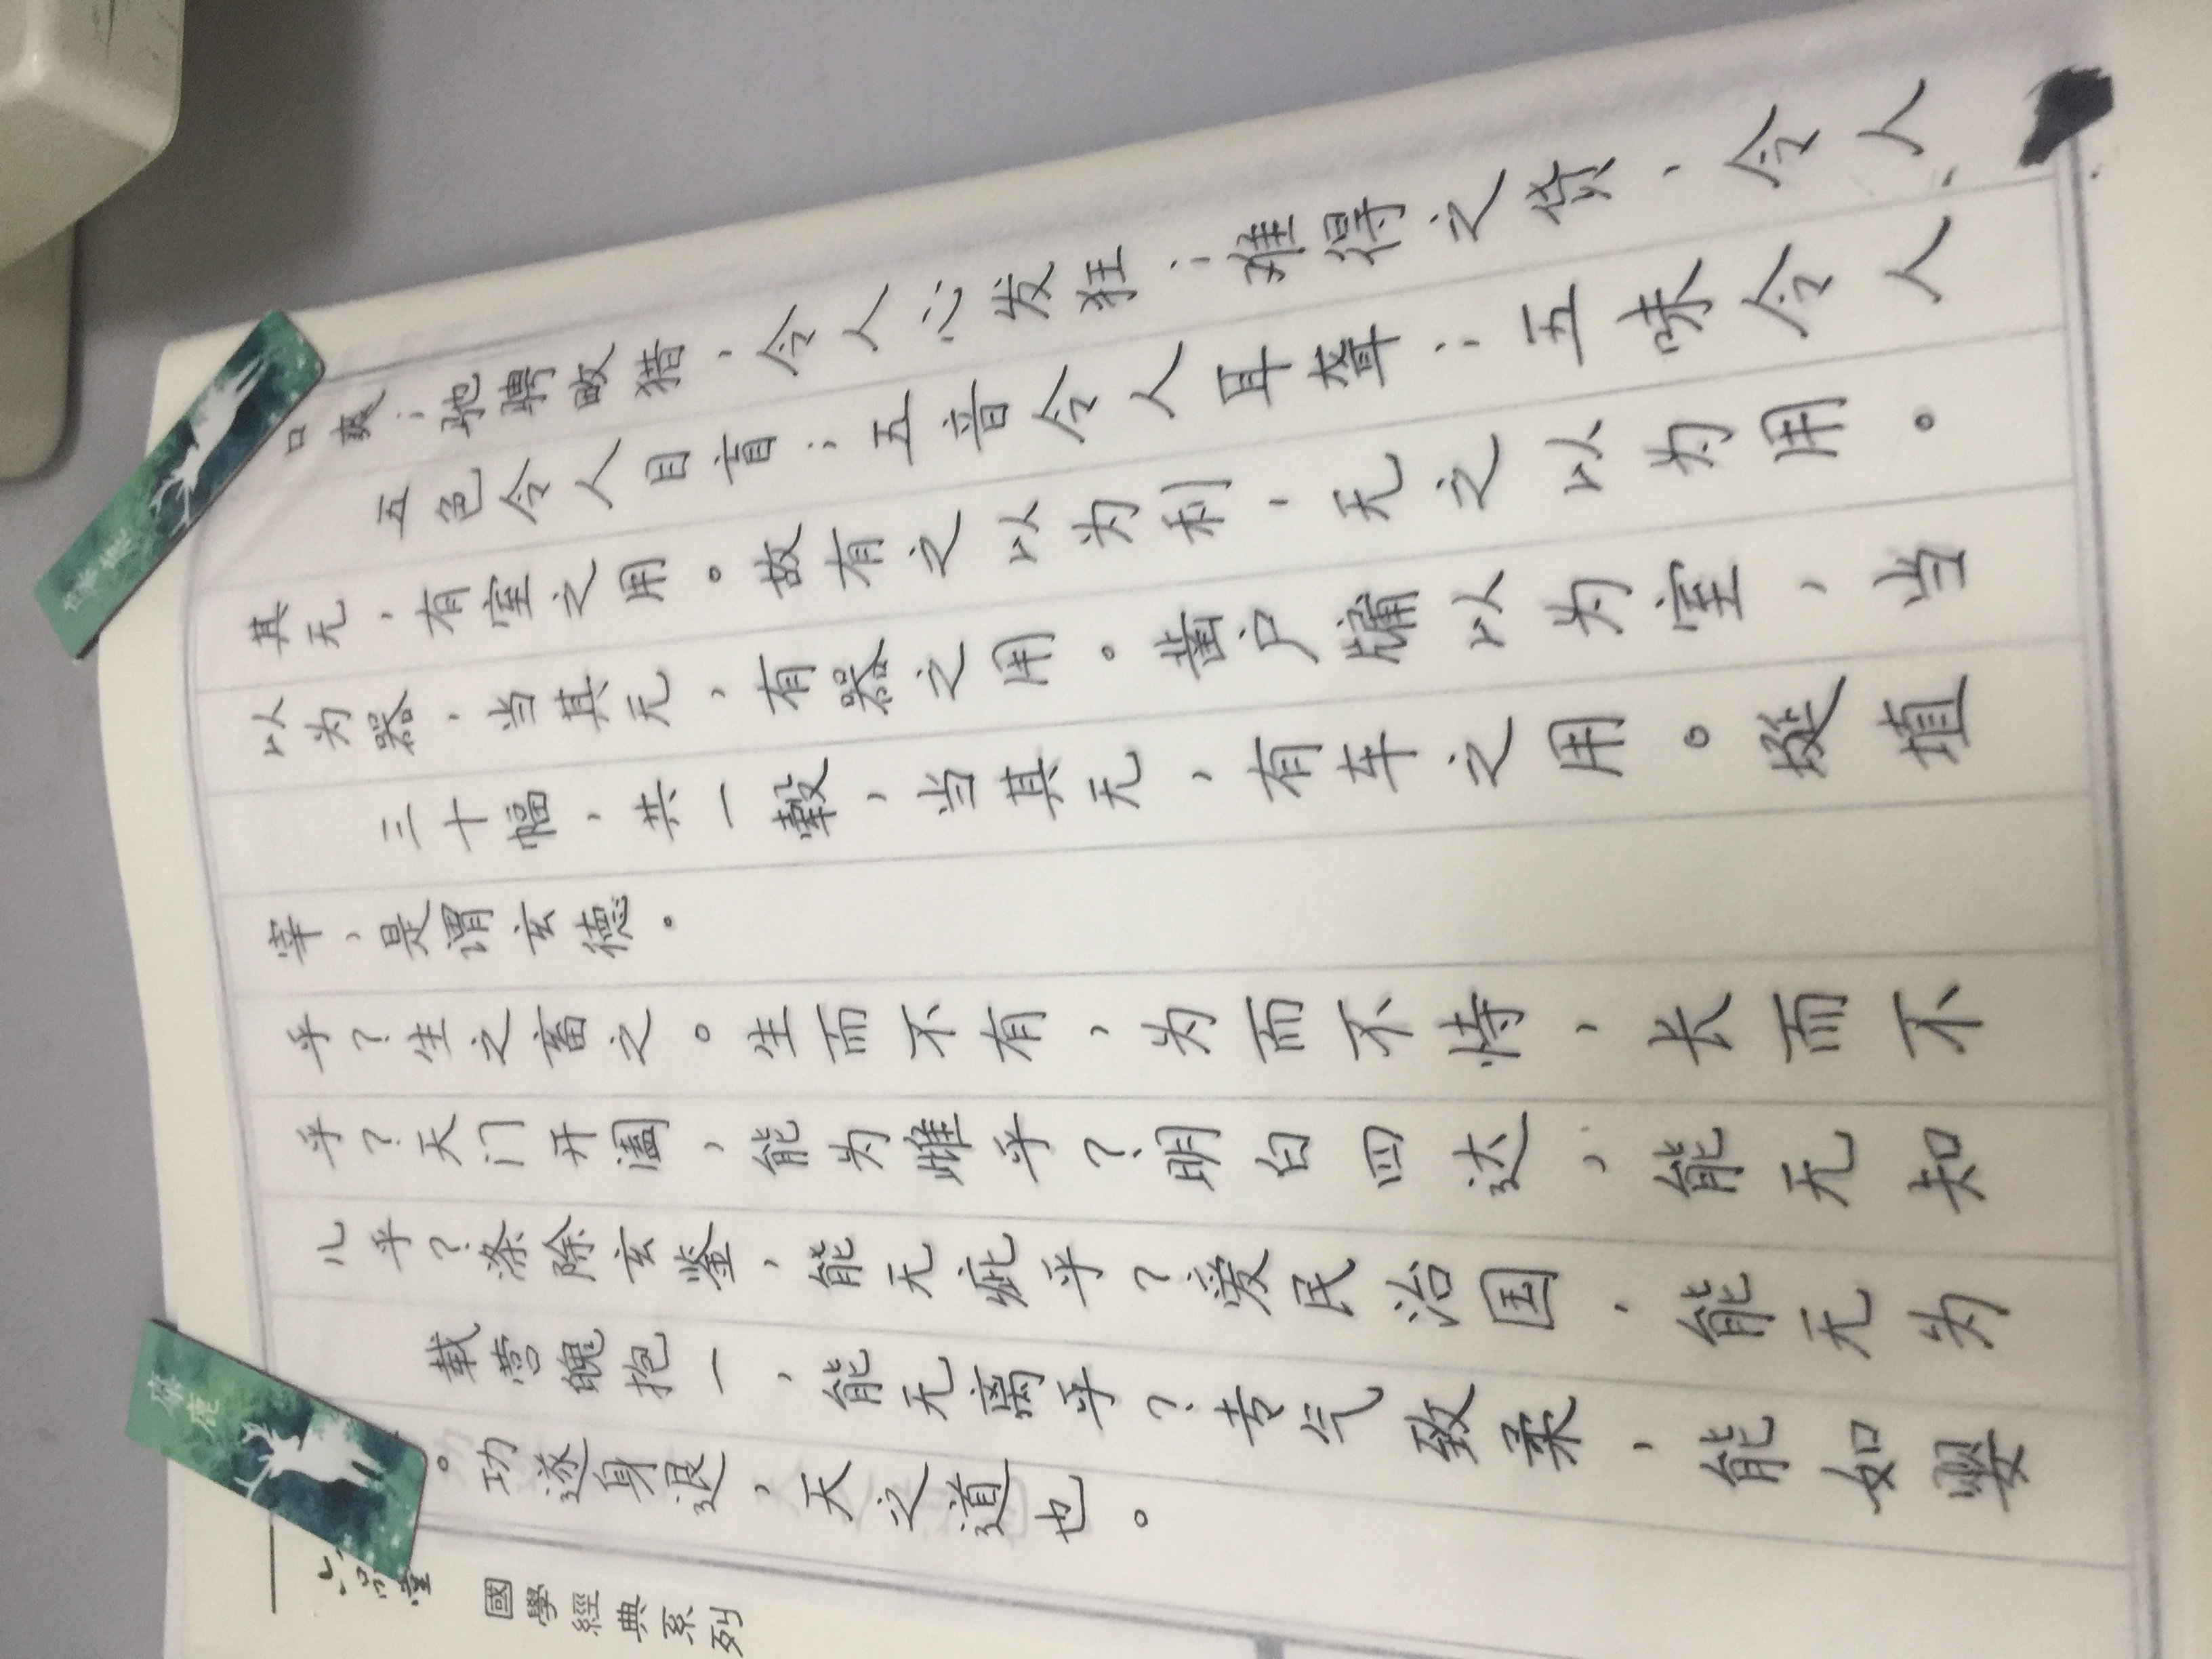 六品堂 國學經典系列
麋鹿
。功遂身退，天之道也。
载营魄抱一，能无离乎？专气致柔，能如婴
儿乎？涤除玄鉴，能无疵乎？爱民治国，能无为
乎？天门开阖，能为雌乎？明白四达，能无知
乎？生之畜之。生而不有，为而不恃，长而不
宰，是谓玄德。
三十幅，共一毂，当其无，有车之用。埏埴
以为器，当其无，有器之用。凿户牖以为室，当
其无，有室之用。故有之以为利，无之以为用。
五色令人目盲；五音令人耳聋；五味令人
口爽；驰骋畋猎，令人心发狂；难得之货，令人